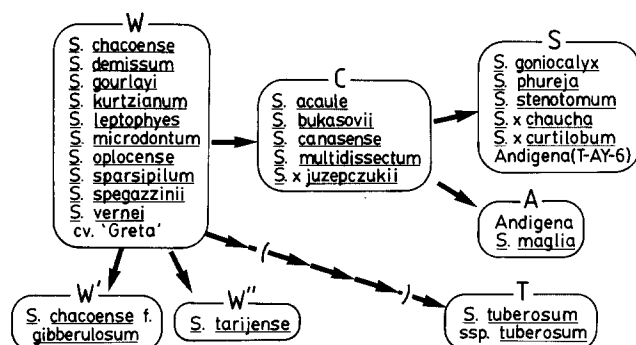 W
S. chacoense
S. demissum
S. gourlayi
S. kurtzianum
S. leptophyes
S. microdontum
S. oplocense
S. sparsipilum
S. spegazzinii
S. vernei
cv. 'Greta'
C
S. acaule
S. bukasovii
S. canasense
S. multidissectum
S. x juzepczukii
S
S. goniocalyx
S. phureja
S. stenotomum
S. x chaucha
S. x curtilobum
Andigena (T-AY-6)
A
Andigena
S. maglia
W'
S. chacoense f.
gibberulosum
W"
S. tarijense
( )
T
S. tuberosum
ssp. tuberosum